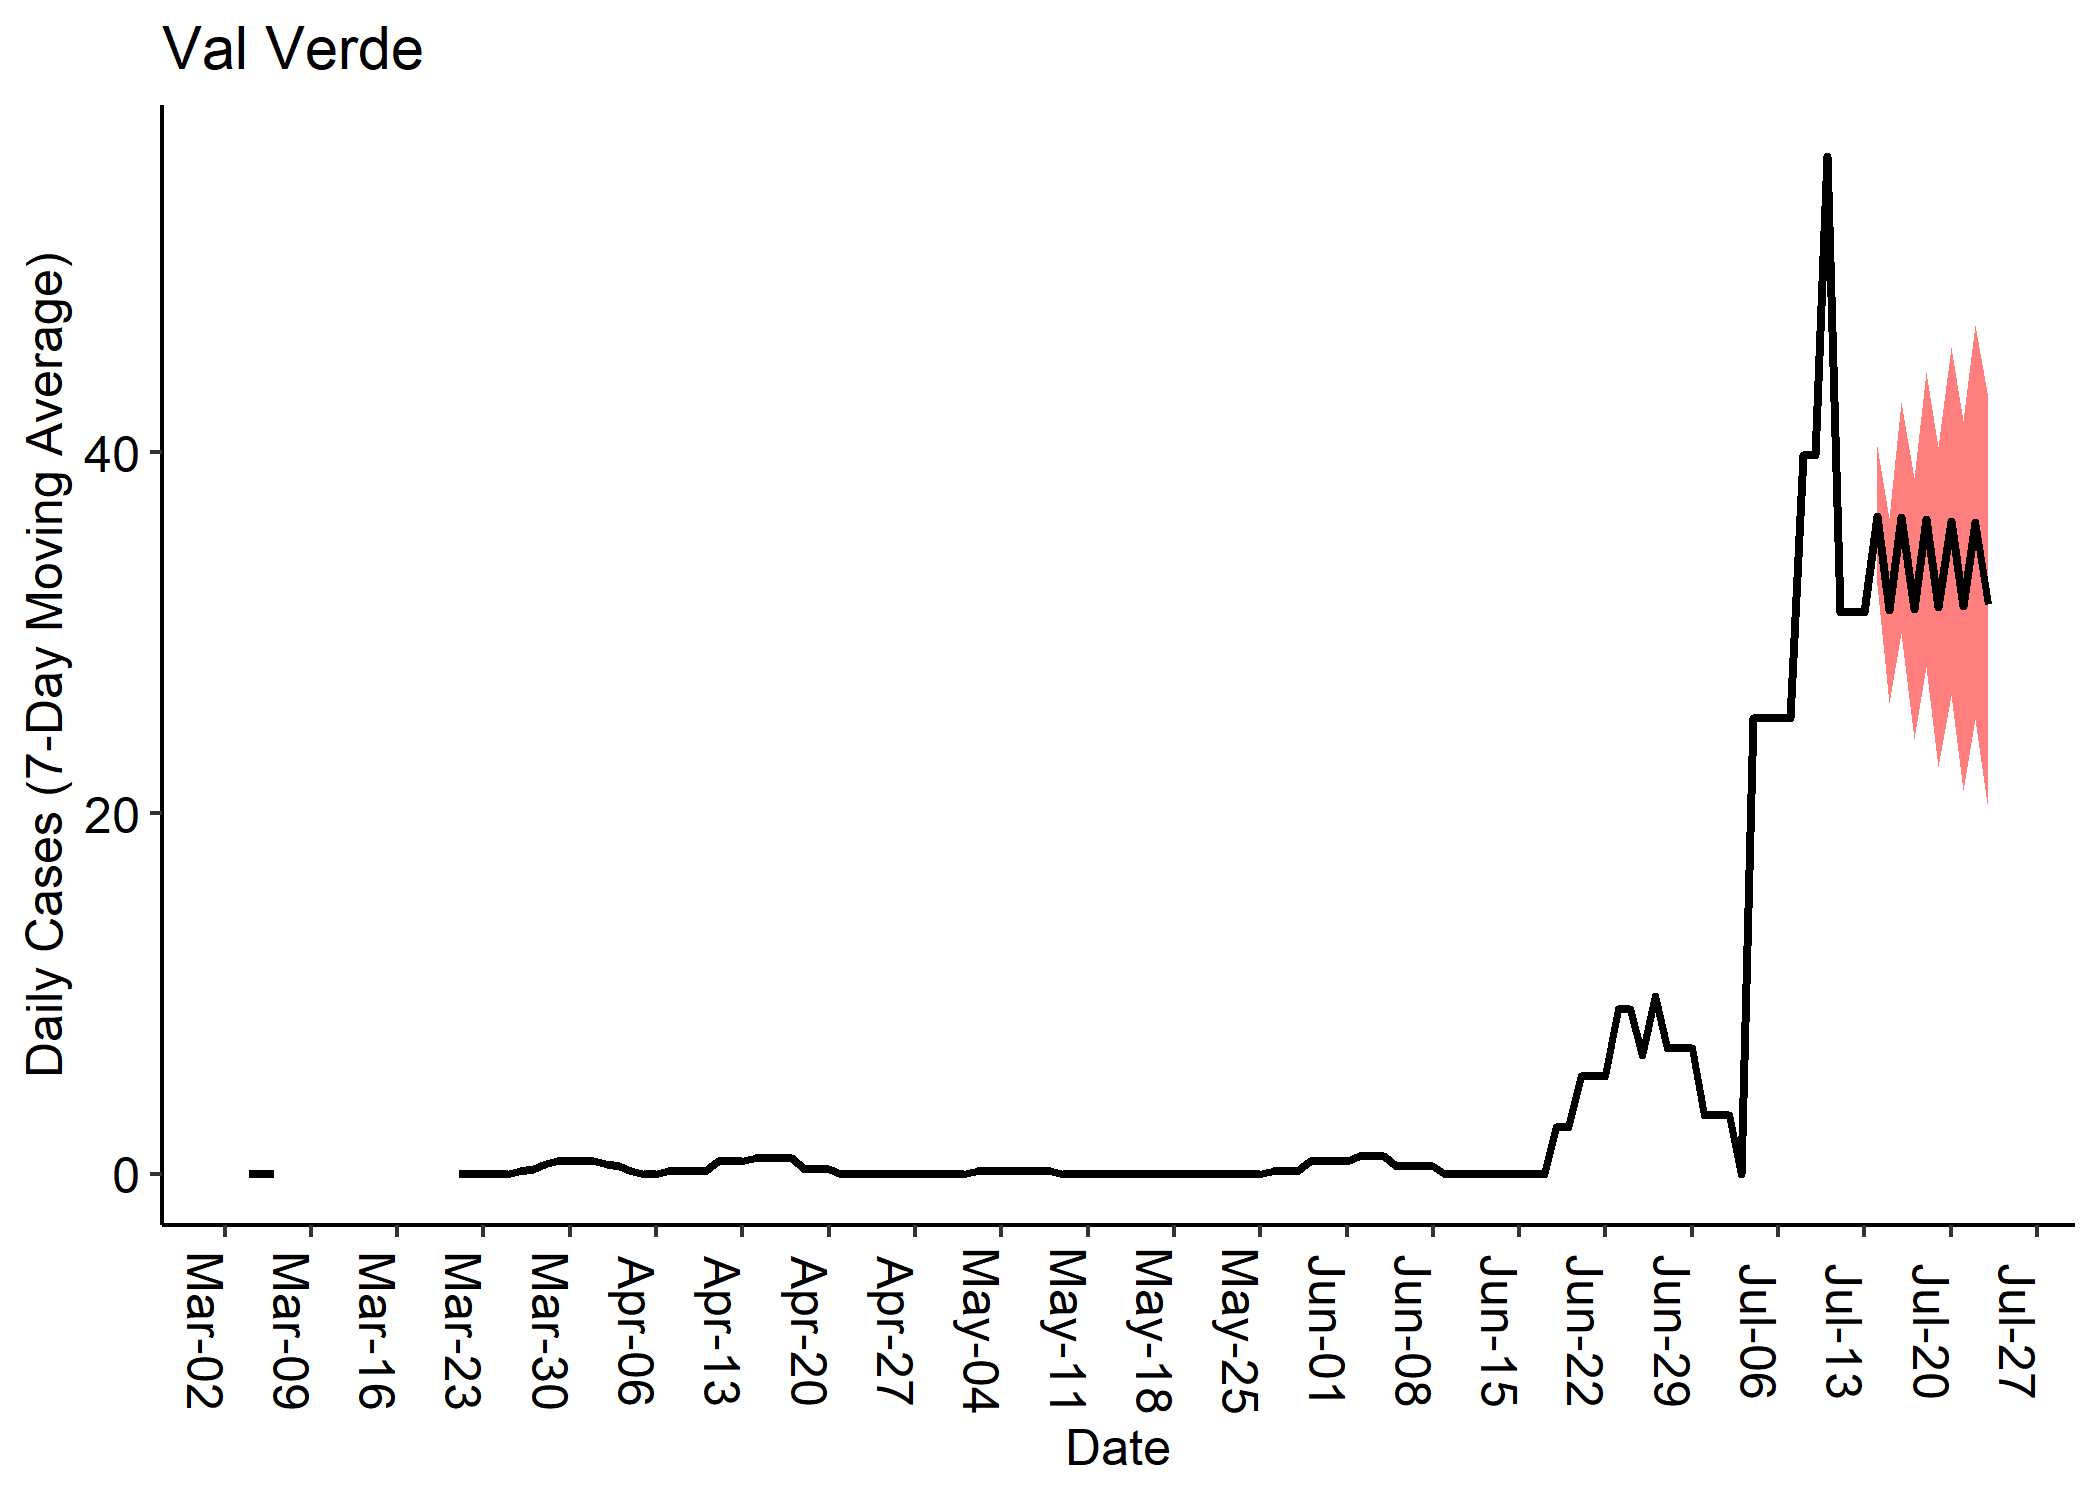 Val Verde
Daily Cases (7-Day Moving Average)
40
20
0
Mar-02
Mar-09
Mar-16
Mar-23
Mar-30
Apr-06
Apr-13
Apr-20
Apr-27
May-04
May-11
May-18
May-25
Jun-01
Jun-08
Jun-15
Jun-22
Jun-29
Jul-06
Jul-13
Jul-20
Jul-27
Date